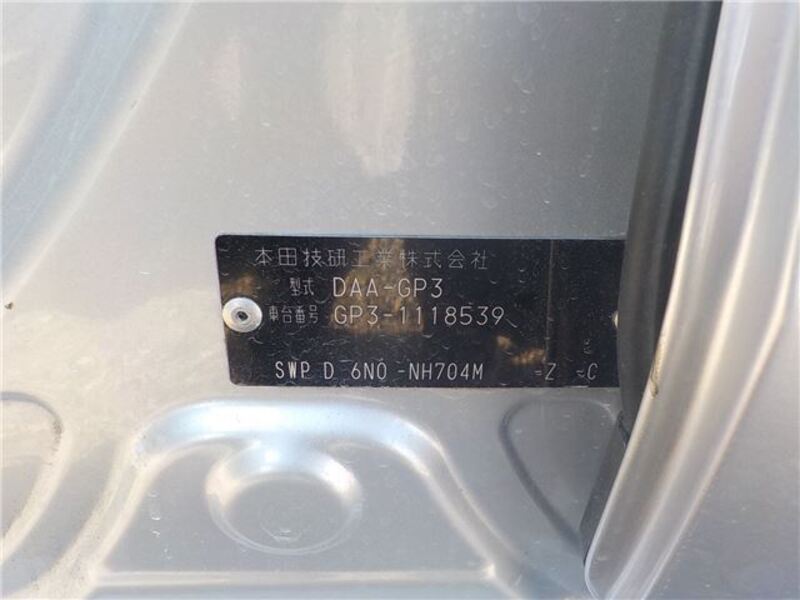 本田技研工業株式会社
型式 DAA-GP3
車台番号 GP3-1118539
SWP D 6N0 -NH704M =Z =C